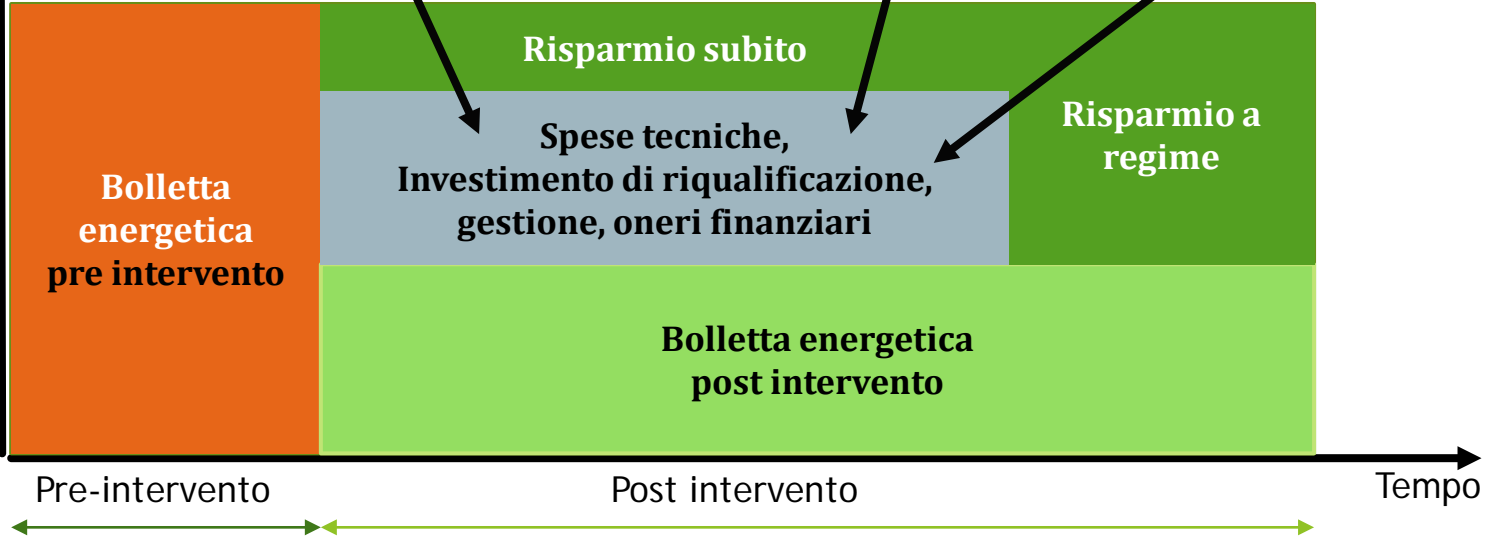 Risparmio subito
Risparmio a
regime
Spese tecniche,
Investimento di riqualificazione,
gestione, oneri finanziari
Bolletta
energetica
pre intervento
Bolletta energetica
post intervento
Pre-intervento
Post intervento
Tempo